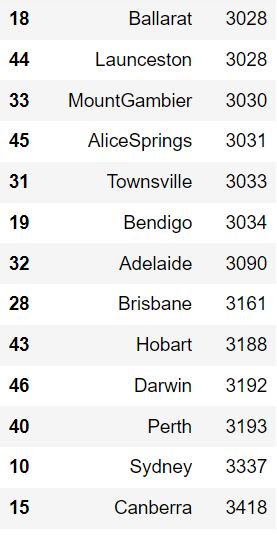 18 Ballarat 3028
44 Launceston 3028
33 MountGambier 3030
45 AliceSprings 3031
31 Townsville 3033
19 Bendigo 3034
32 Adelaide 3090
28 Brisbane 3161
43 Hobart 3188
46 Darwin 3192
40 Perth 3193
10 Sydney 3337
15 Canberra 3418